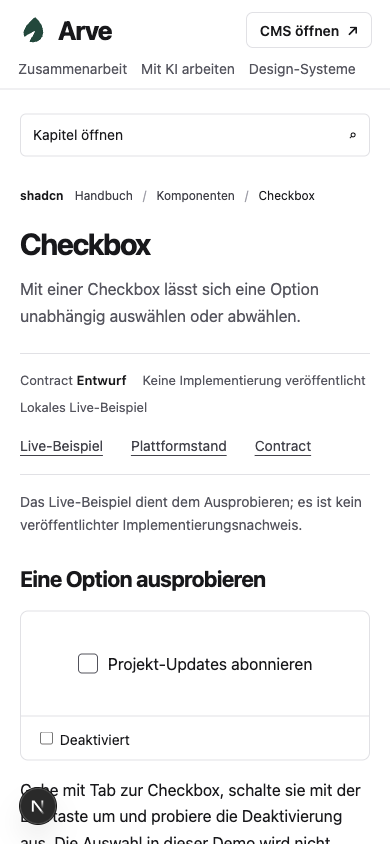 Arve
CMS öffnen ↗
Zusammenarbeit Mit KI arbeiten Design-Systeme
Kapitel öffnen
shadcn Handbuch / Komponenten / Checkbox
Checkbox
Mit einer Checkbox lässt sich eine Option
unabhängig auswählen oder abwählen.
Contract Entwurf Keine Implementierung veröffentlicht
Lokales Live-Beispiel
Live-Beispiel Plattformstand Contract
Das Live-Beispiel dient dem Ausprobieren; es ist kein
veröffentlichter Implementierungsnachweis.
Eine Option ausprobieren
Projekt-Updates abonnieren
Deaktiviert
mit Tab zur Checkbox, schalte sie mit der
um und probiere die Deaktivierung
N
aus. Die Auswahl in dieser Demo wird nicht